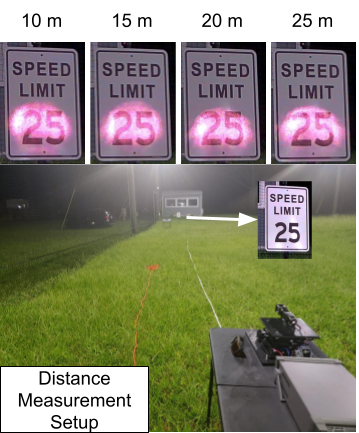 10 m 15 m 20 m 25 m
SPEED SPEED SPEED SPEED
LIMIT LIMIT LIMIT LIMIT
25 25 25 25
SPEED
LIMIT
25
Distance
Measurement
Setup